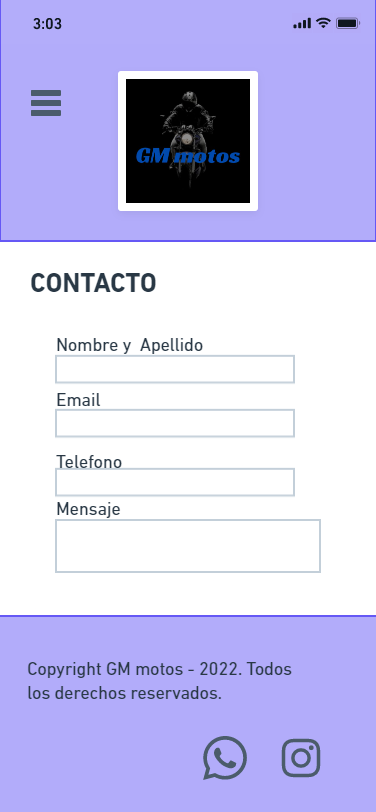 3:03
GM motos
CONTACTO
Nombre y  Apellido
Email
Telefono
Mensaje
Copyright GM motos - 2022. Todos
los derechos reservados.